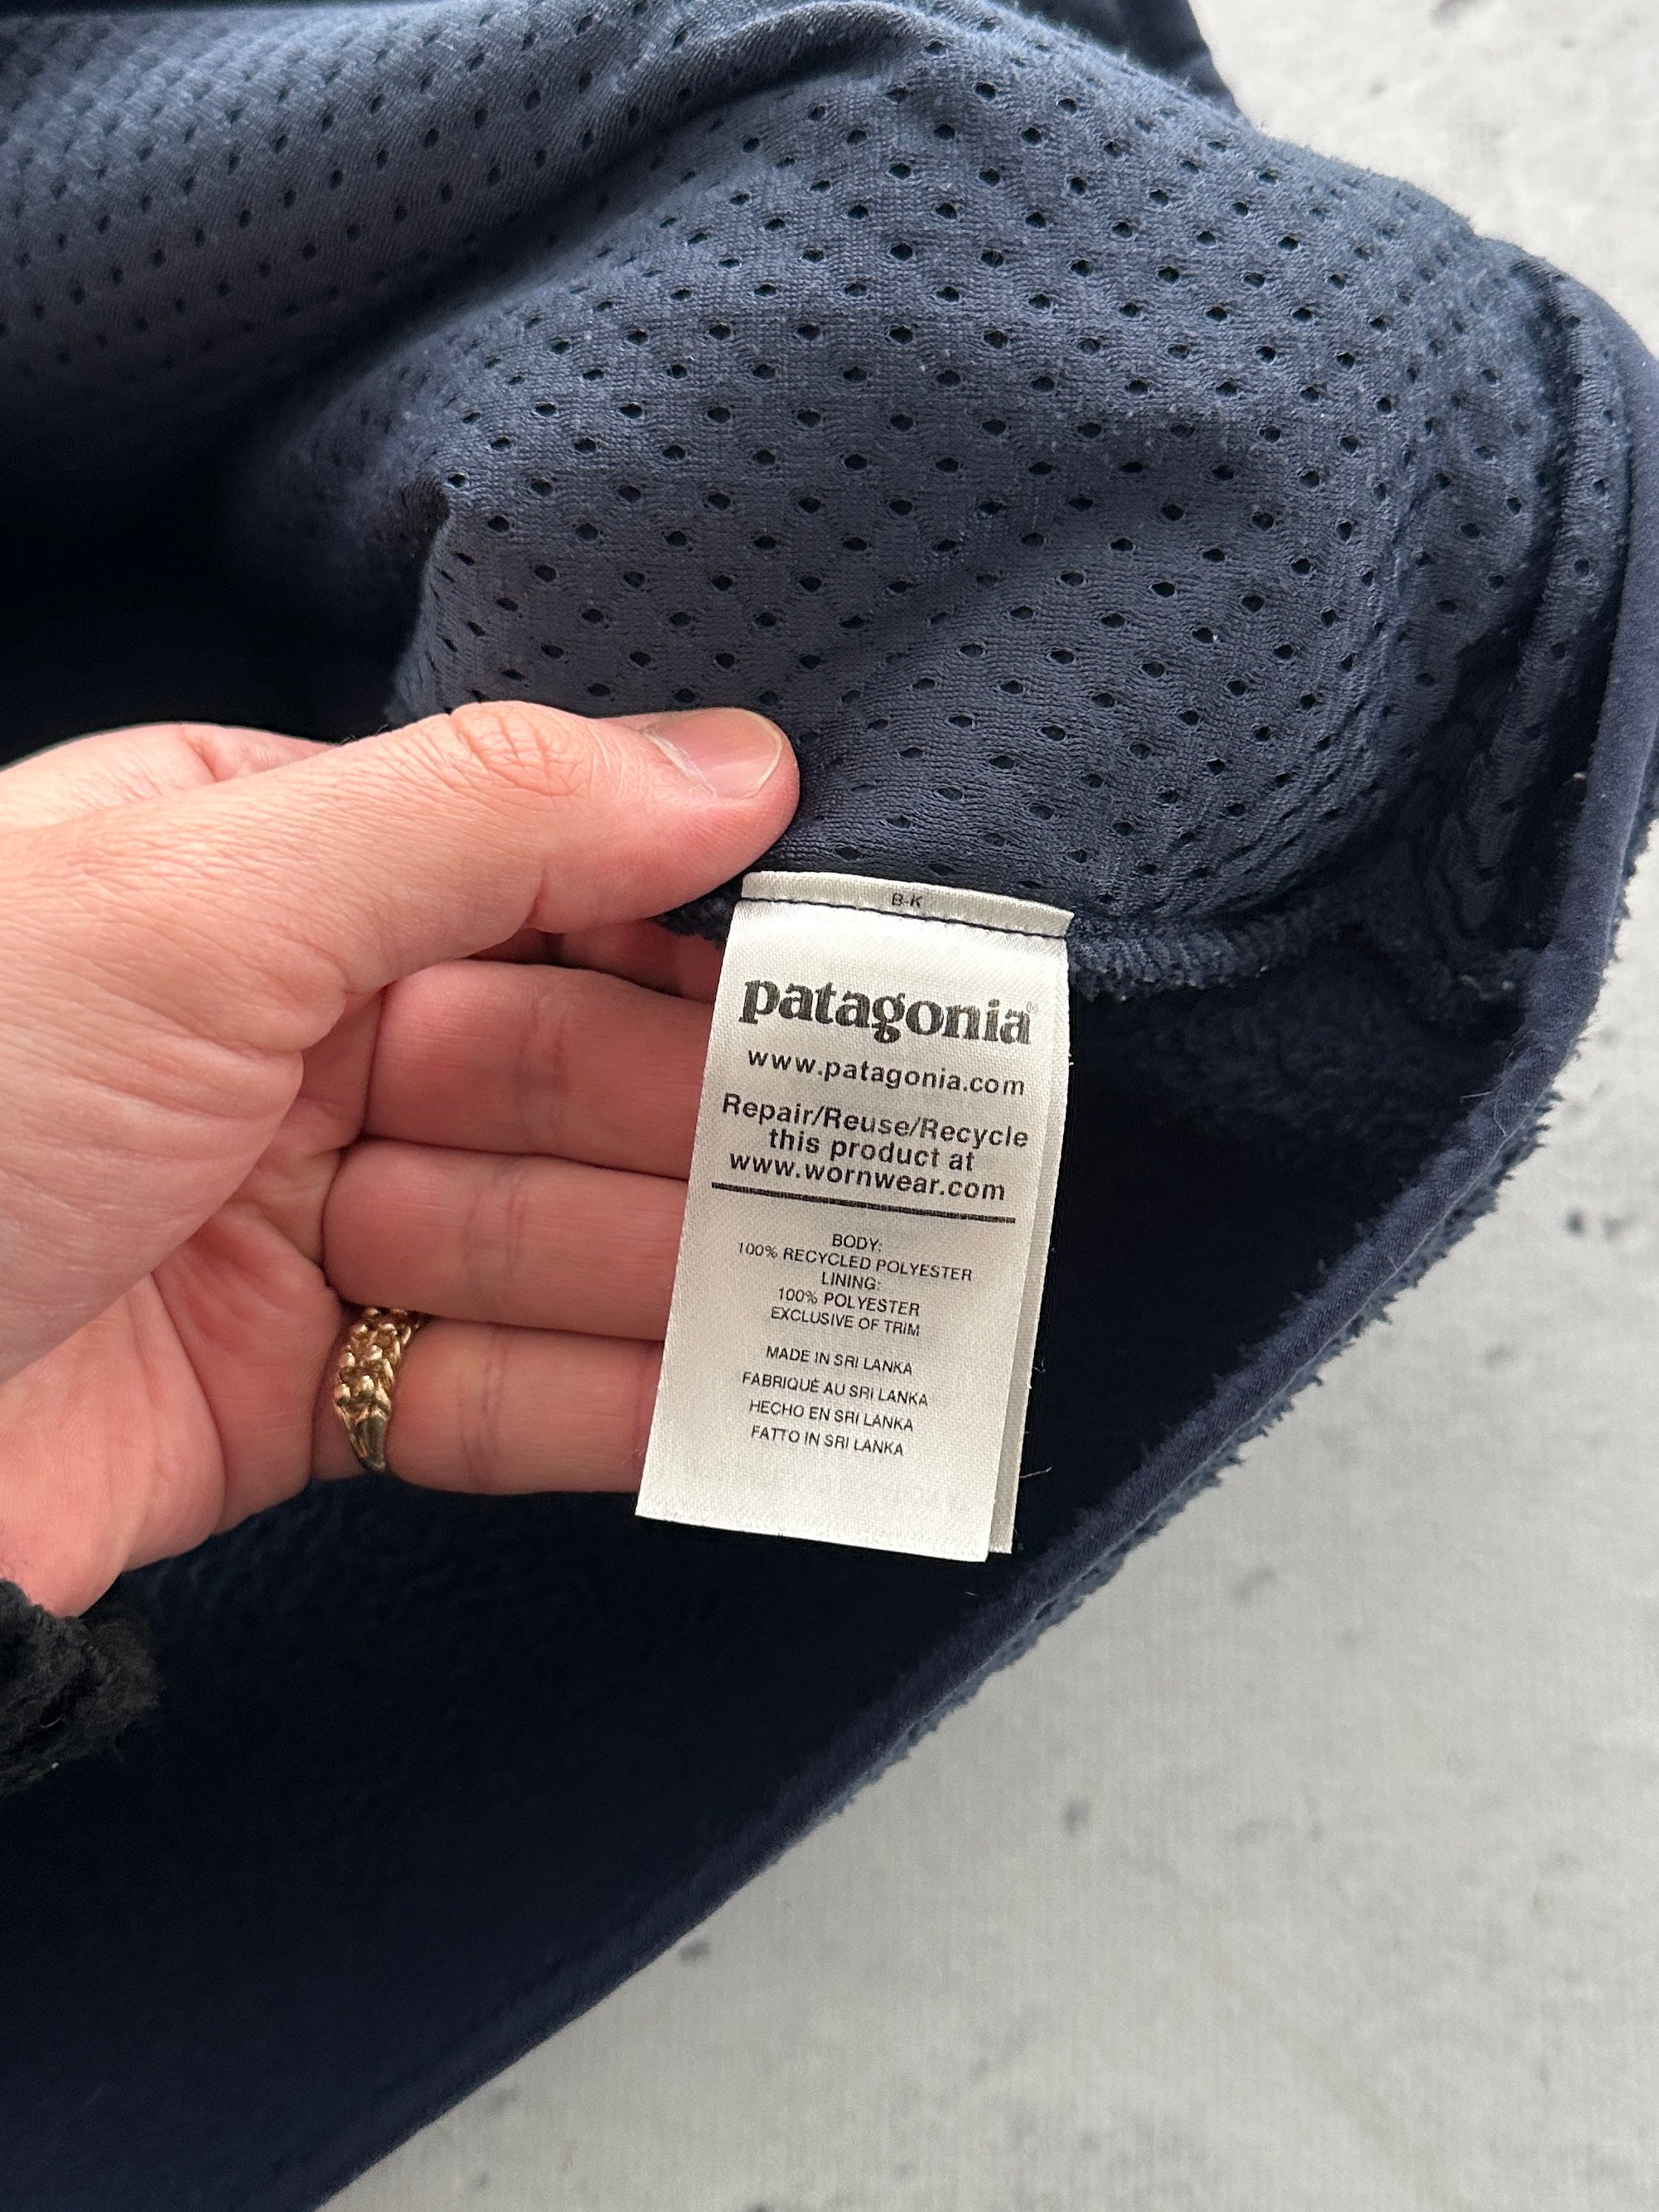 B-K
patagonia®
www.patagonia.com
Repair/Reuse/Recycle
this product at
www.wornwear.com
BODY:
100% RECYCLED POLYESTER
LINING:
100% POLYESTER
EXCLUSIVE OF TRIM
MADE IN SRI LANKA
FABRIQUÉ AU SRI LANKA
HECHO EN SRI LANKA
FATTO IN SRI LANKA